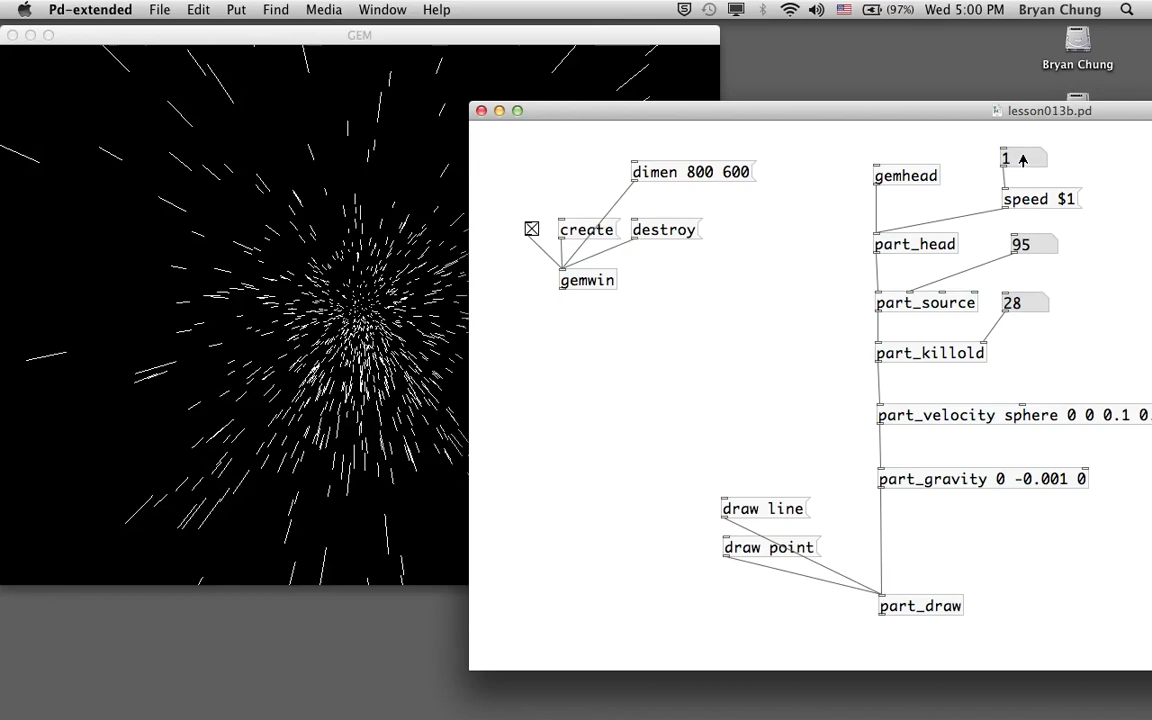 Pd-extended File Edit Put Find Media Window Help (97%) Wed 5:00 PM Bryan Chung
GEM
Bryan Chung
lesson013b.pd
dimen 800 600
create
destroy
gemwin
gemhead
1
speed $1
part_head
95
part_source
28
part_killold
part_velocity sphere 0 0 0.1 0.
part_gravity 0 -0.001 0
draw line
draw point
part_draw